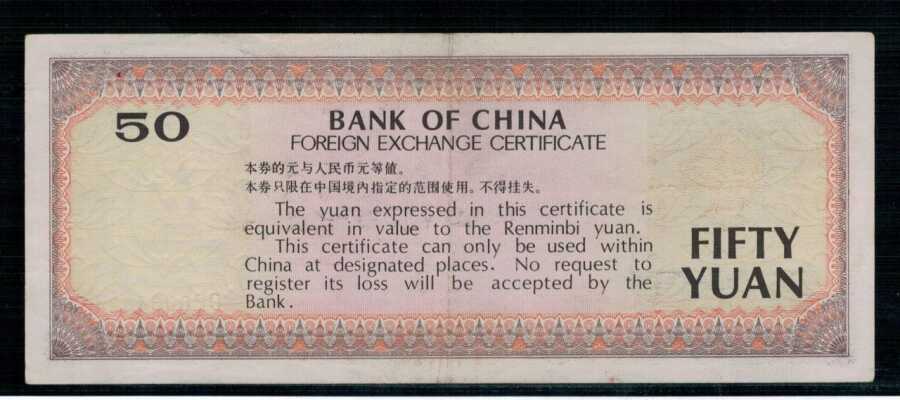 50
BANK OF CHINA
FOREIGN EXCHANGE CERTIFICATE
本券的元与人民币元等值。
本券只限在中国境内指定的范围使用。不得挂失。
The yuan expressed in this certificate is
equivalent in value to the Renminbi yuan.
This certificate can only be used within
China at designated places. No request to
register its loss will be accepted by the
Bank.
FIFTY
YUAN